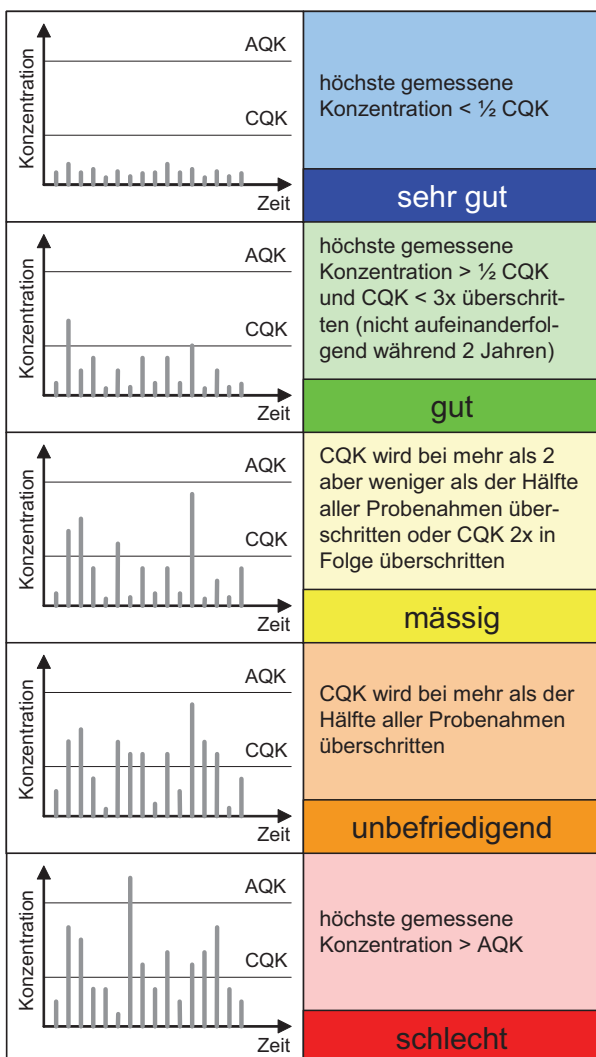 Konzentration
AQK
CQK
Zeit
höchste gemessene
Konzentration < ½ CQK
sehr gut
Konzentration
AQK
CQK
Zeit
höchste gemessene
Konzentration > ½ CQK
und CQK < 3x überschrit-
ten (nicht aufeinanderfol-
gend während 2 Jahren)
gut
Konzentration
AQK
CQK
Zeit
CQK wird bei mehr als 2
aber weniger als der Hälfte
aller Probenahmen über-
schritten oder CQK 2x in
Folge überschritten
mässig
Konzentration
AQK
CQK
Zeit
CQK wird bei mehr als der
Hälfte aller Probenahmen
überschritten
unbefriedigend
Konzentration
AQK
CQK
Zeit
höchste gemessene
Konzentration > AQK
schlecht